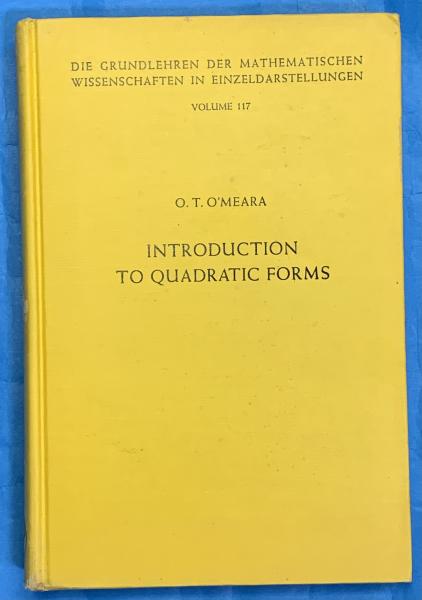 DIE GRUNDLEHREN DER MATHEMATISCHEN
WISSENSCHAFTEN IN EINZELDARSTELLUNGEN
VOLUME 117
O. T. O'MEARA
INTRODUCTION
TO QUADRATIC FORMS